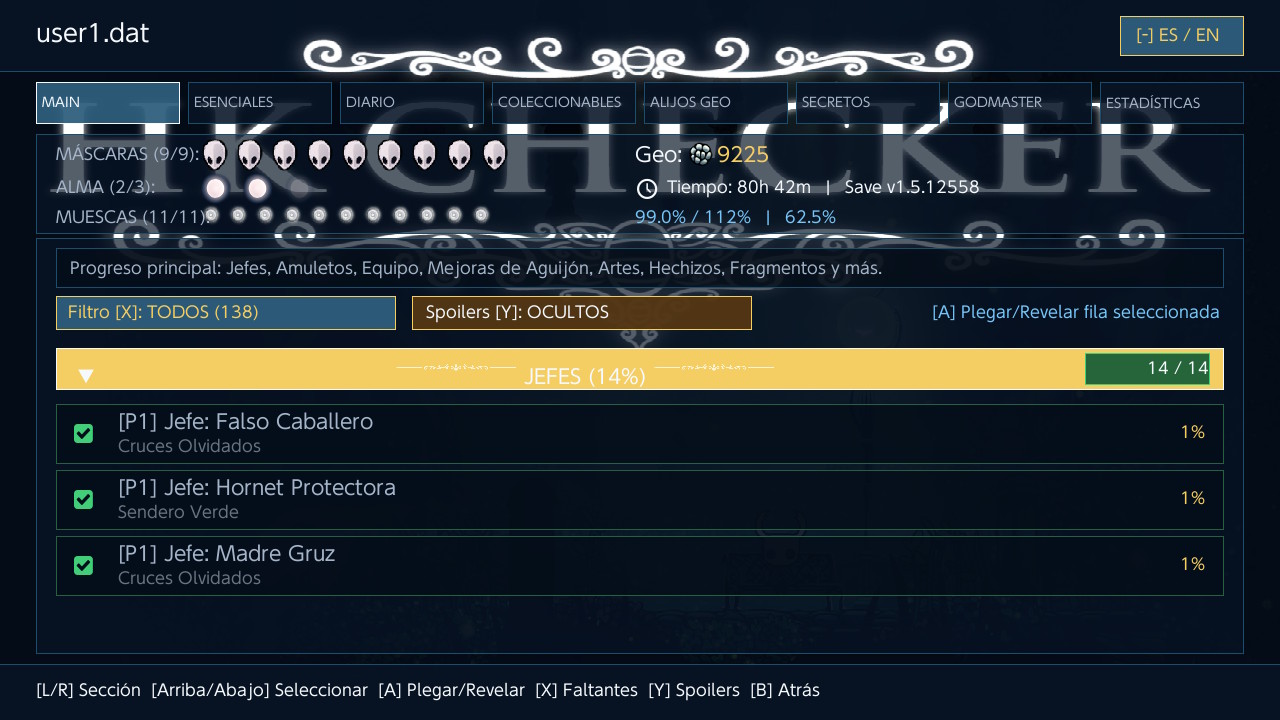 user1.dat
[-] ES / EN
HK CHECKER
MAIN
ESENCIALES
DIARIO
COLECCIONABLES
ALIJOS GEO
SECRETOS
GODMASTER
ESTADÍSTICAS
MÁSCARAS (9/9):
Geo: 9225
ALMA (2/3):
Tiempo: 80h 42m | Save v1.5.12558
MUESCAS (11/11):
99.0% / 112% | 62.5%
Progreso principal: Jefes, Amuletos, Equipo, Mejoras de Aguijón, Artes, Hechizos, Fragmentos y más.
Filtro [X]: TODOS (138)
Spoilers [Y]: OCULTOS
[A] Plegar/Revelar fila seleccionada
JEFES (14%)
14 / 14
[P1] Jefe: Falso Caballero
Cruces Olvidados
1%
[P1] Jefe: Hornet Protectora
Sendero Verde
1%
[P1] Jefe: Madre Gruz
Cruces Olvidados
1%
[L/R] Sección [Arriba/Abajo] Seleccionar [A] Plegar/Revelar [X] Faltantes [Y] Spoilers [B] Atrás